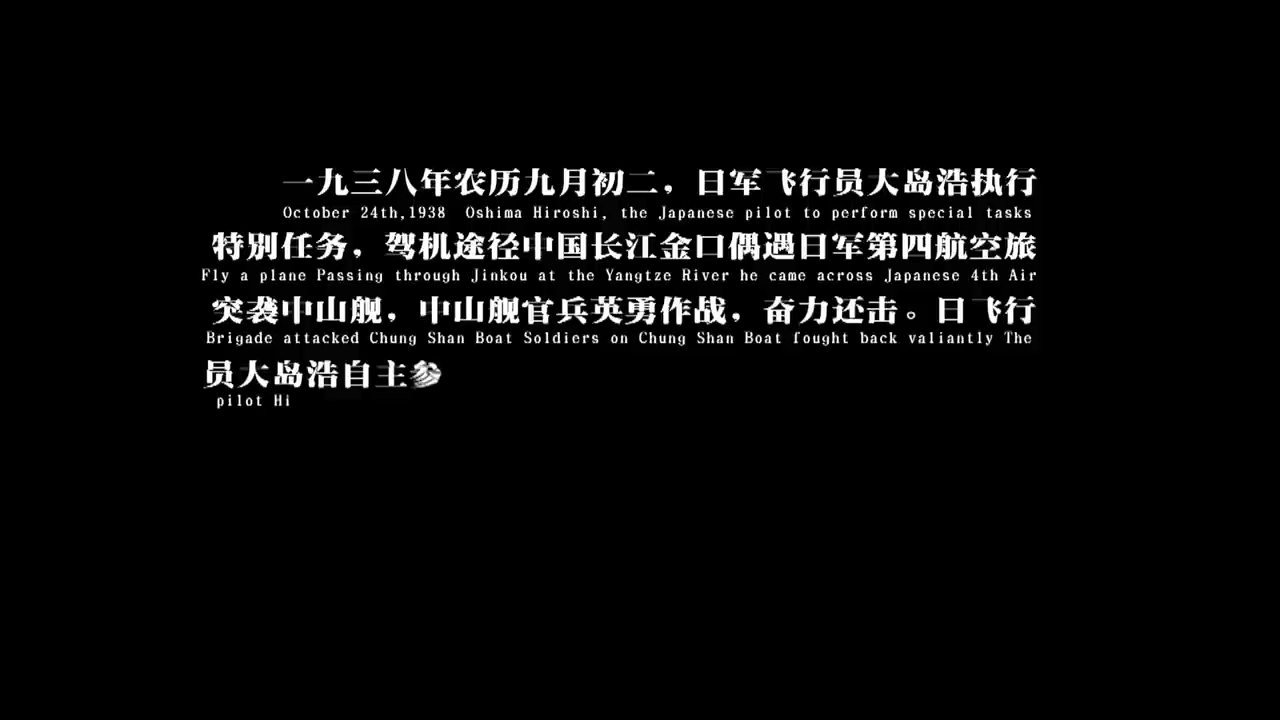 一九三八年农历九月初二，日军飞行员大岛浩执行
October 24th,1938  Oshima Hiroshi, the Japanese pilot to perform special tasks
特别任务，驾机途径中国长江金口偶遇日军第四航空旅
Fly a plane Passing through Jinkou at the Yangtze River he came across Japanese 4th Air
突袭中山舰，中山舰官兵英勇作战，奋力还击。日飞行
Brigade attacked Chung Shan Boat Soldiers on Chung Shan Boat fought back valiantly The
员大岛浩自主参
pilot Hi